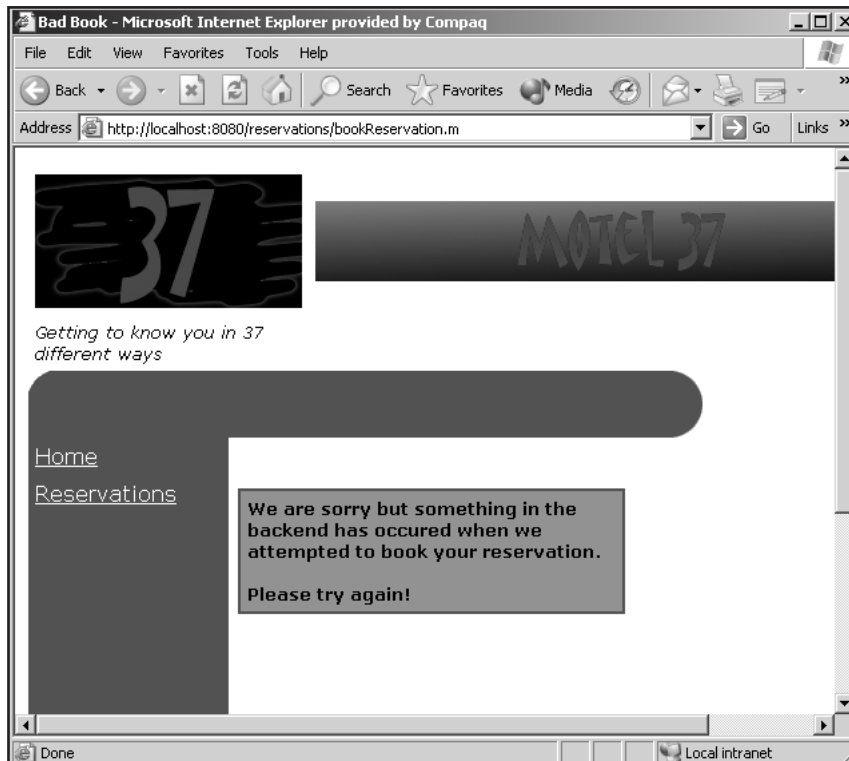 Bad Book - Microsoft Internet Explorer provided by Compaq
File Edit View Favorites Tools Help
Back Search Favorites Media »
Address http://localhost:8080/reservations/bookReservation.m Go Links »
37
MOTEL 37
Getting to know you in 37
different ways
Home
Reservations
We are sorry but something in the
backend has occured when we
attempted to book your reservation.
Please try again!
Done Local intranet